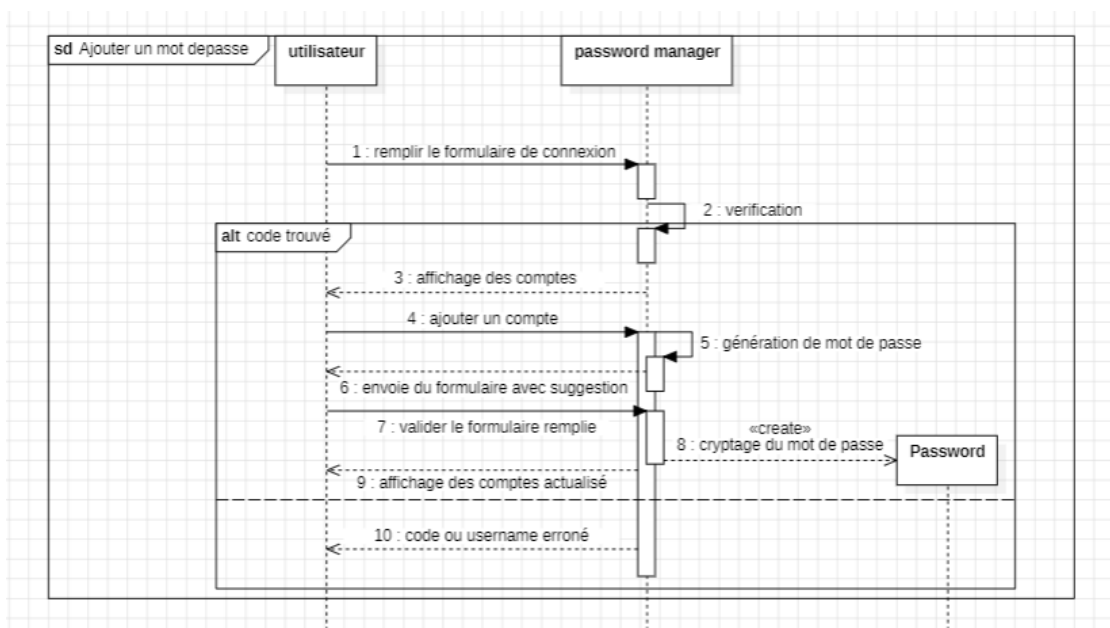 sd Ajouter un mot depasse
utilisateur
password manager
1 : remplir le formulaire de connexion
2 : verification
alt code trouvé
3 : affichage des comptes
4 : ajouter un compte
5 : génération de mot de passe
6 : envoie du formulaire avec suggestion
7 : valider le formulaire remplie
«create»
8 : cryptage du mot de passe
Password
9 : affichage des comptes actualisé
10 : code ou username erroné